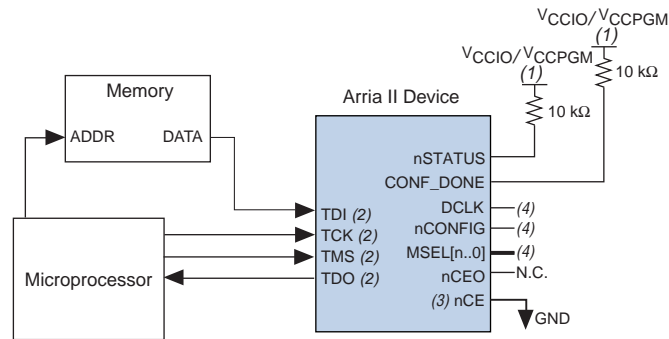 VCCIO/VCCPGM
(1)
VCCIO/VCCPGM
(1)
10 kΩ
10 kΩ
Memory
ADDR DATA
Arria II Device
nSTATUS
CONF_DONE
DCLK (4)
nCONFIG (4)
MSEL[n..0] (4)
nCEO N.C.
(3) nCE
GND
TDI (2)
TCK (2)
TMS (2)
TDO (2)
Microprocessor